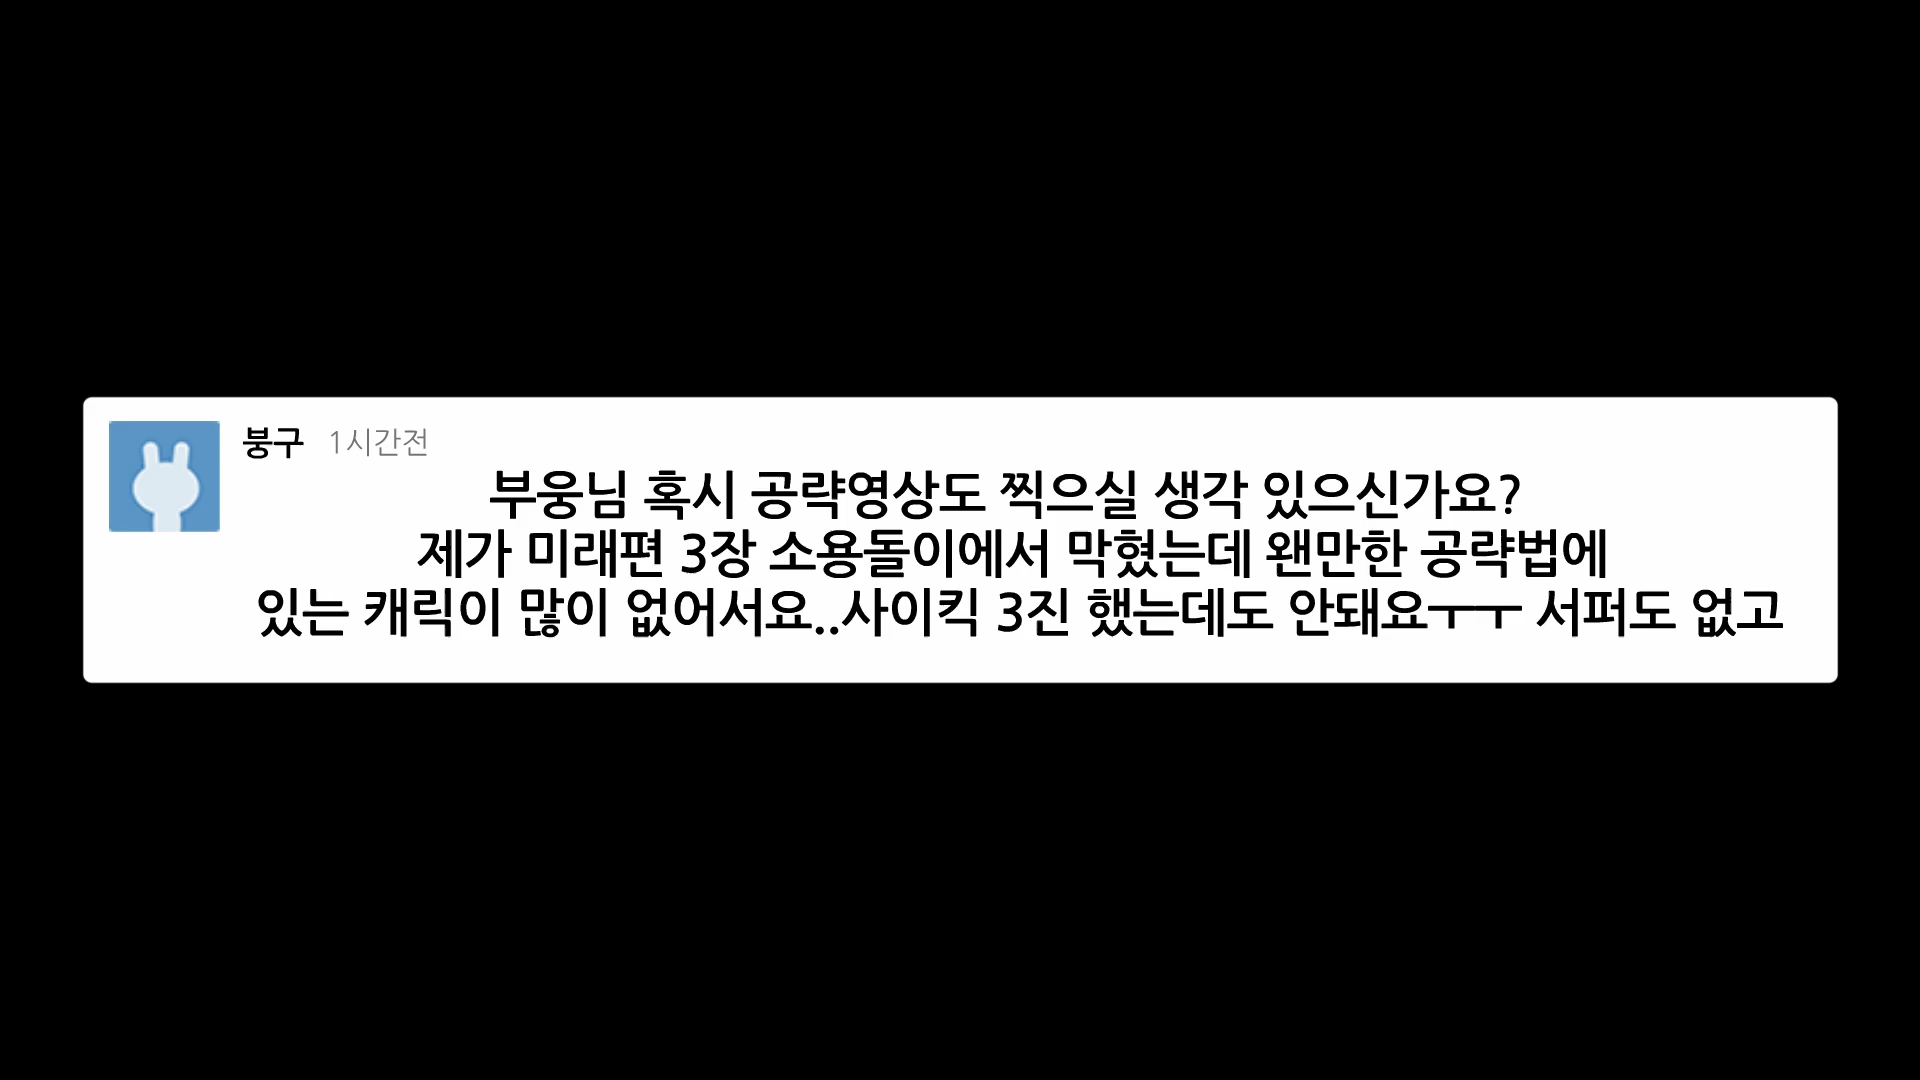 붕구 1시간전
부웅님 혹시 공략영상도 찍으실 생각 있으신가요?
제가 미래편 3장 소용돌이에서 막혔는데 왠만한 공략법에
있는 캐릭이 많이 없어서요..사이킥 3진 했는데도 안돼요ㅜㅜ 서퍼도 없고